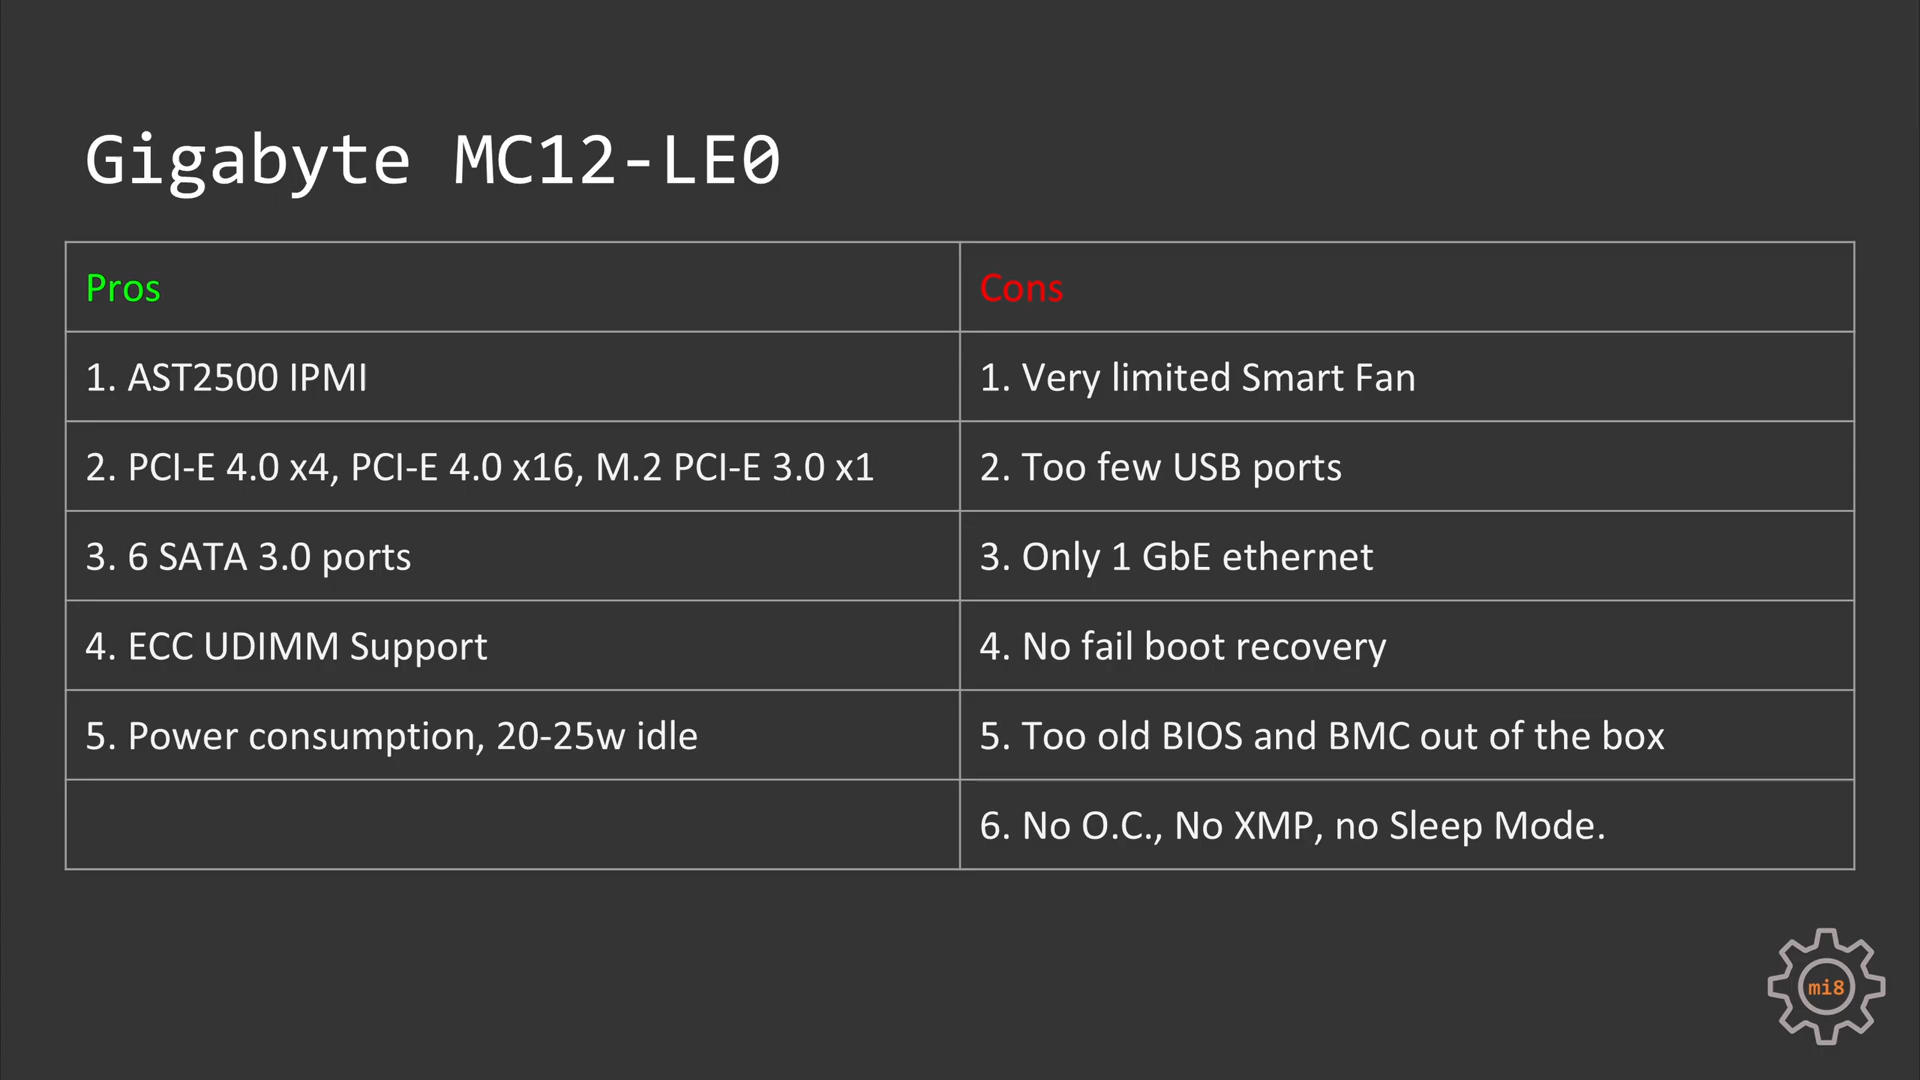 Gigabyte MC12-LE0
Pros
Cons
1. AST2500 IPMI
1. Very limited Smart Fan
2. PCI-E 4.0 x4, PCI-E 4.0 x16, M.2 PCI-E 3.0 x1
2. Too few USB ports
3. 6 SATA 3.0 ports
3. Only 1 GbE ethernet
4. ECC UDIMM Support
4. No fail boot recovery
5. Power consumption, 20-25w idle
5. Too old BIOS and BMC out of the box
6. No O.C., No XMP, no Sleep Mode.
mi8